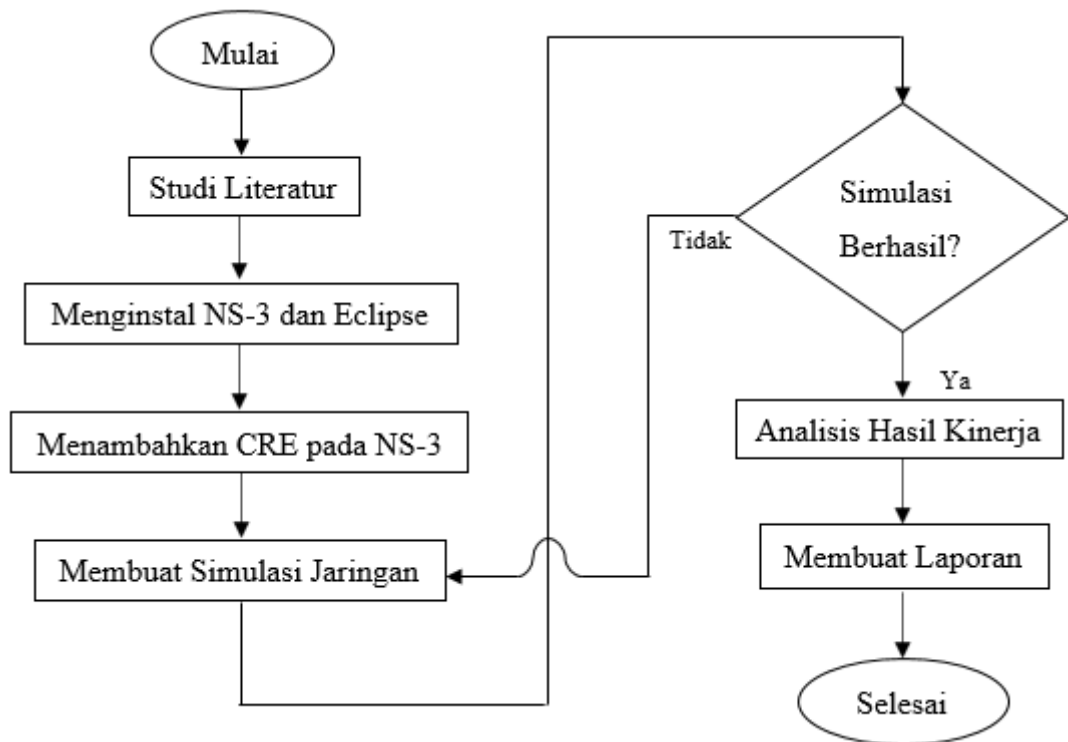 Mulai
Studi Literatur
Menginstal NS-3 dan Eclipse
Menambahkan CRE pada NS-3
Membuat Simulasi Jaringan
Simulasi
Berhasil?
Tidak
Ya
Analisis Hasil Kinerja
Membuat Laporan
Selesai